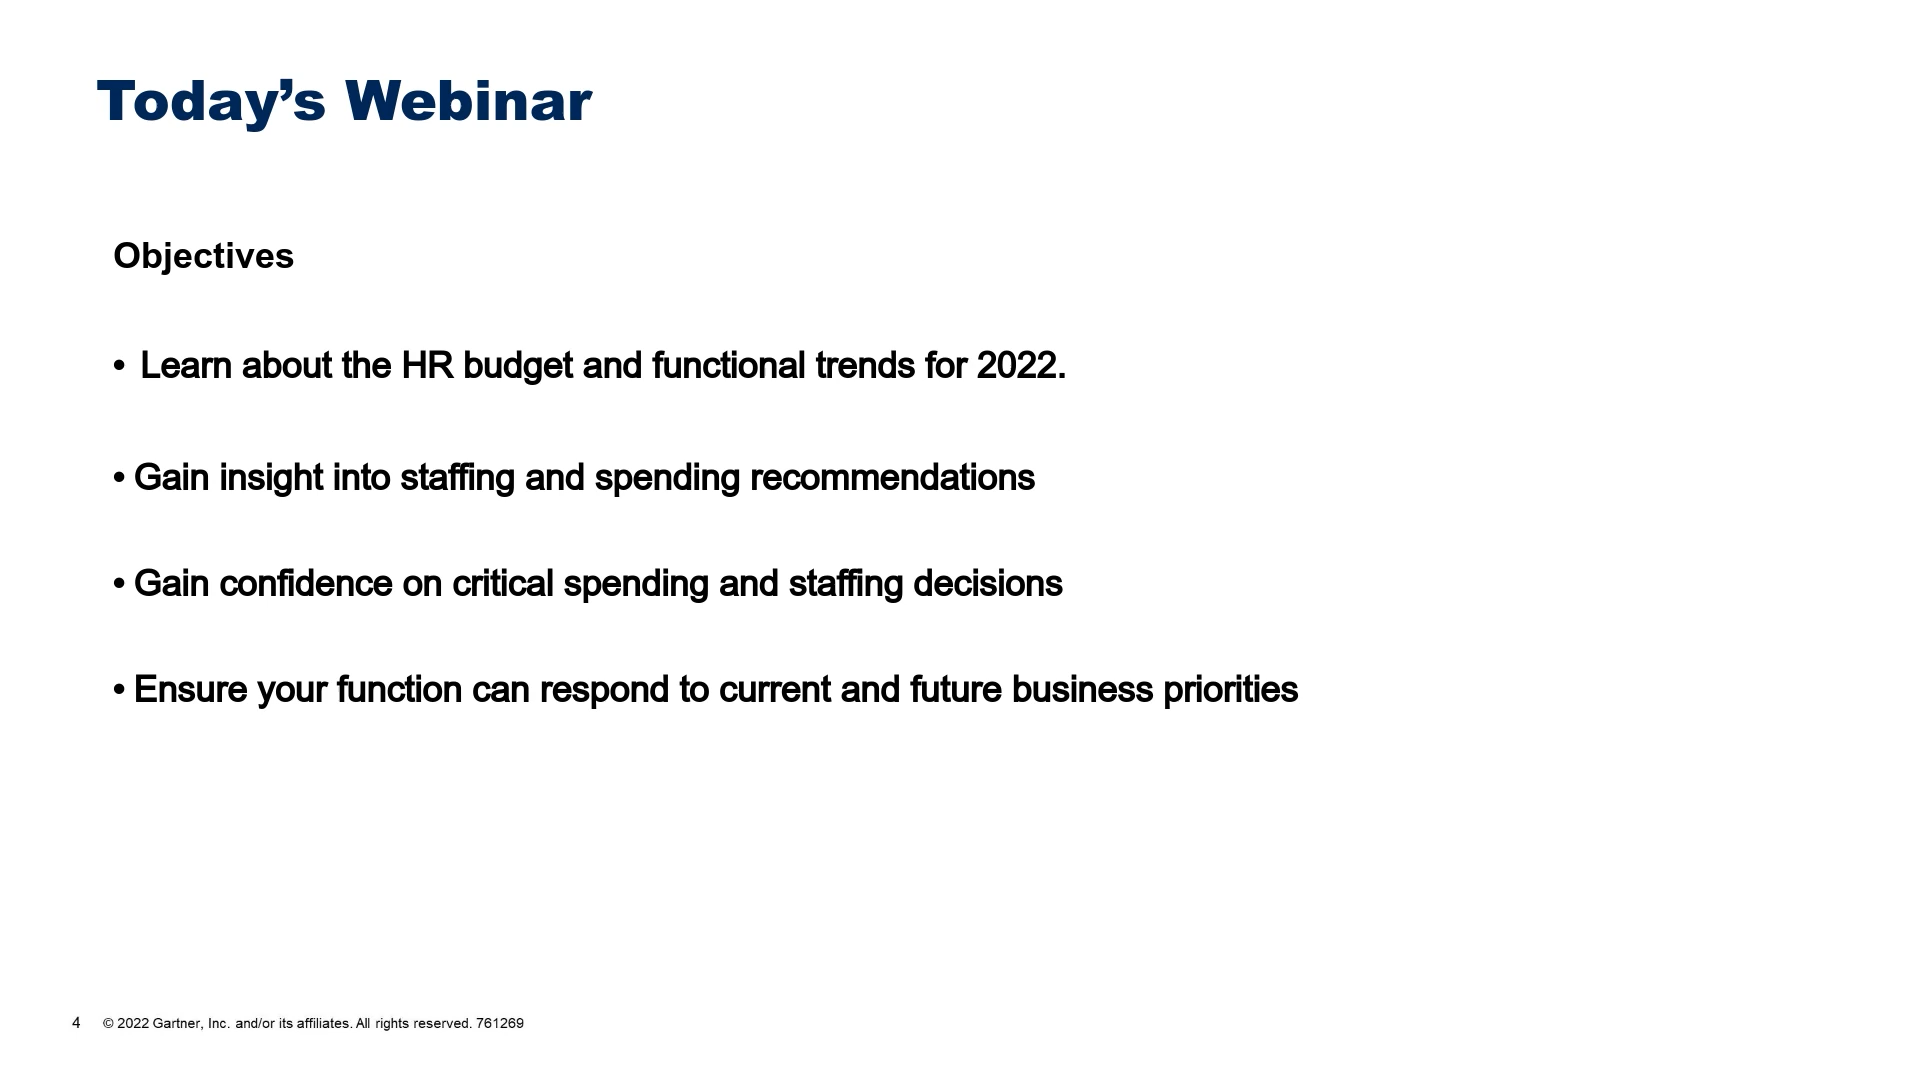 Today’s Webinar
Objectives
• Learn about the HR budget and functional trends for 2022.
• Gain insight into staffing and spending recommendations
• Gain confidence on critical spending and staffing decisions
• Ensure your function can respond to current and future business priorities
4 © 2022 Gartner, Inc. and/or its affiliates. All rights reserved. 761269